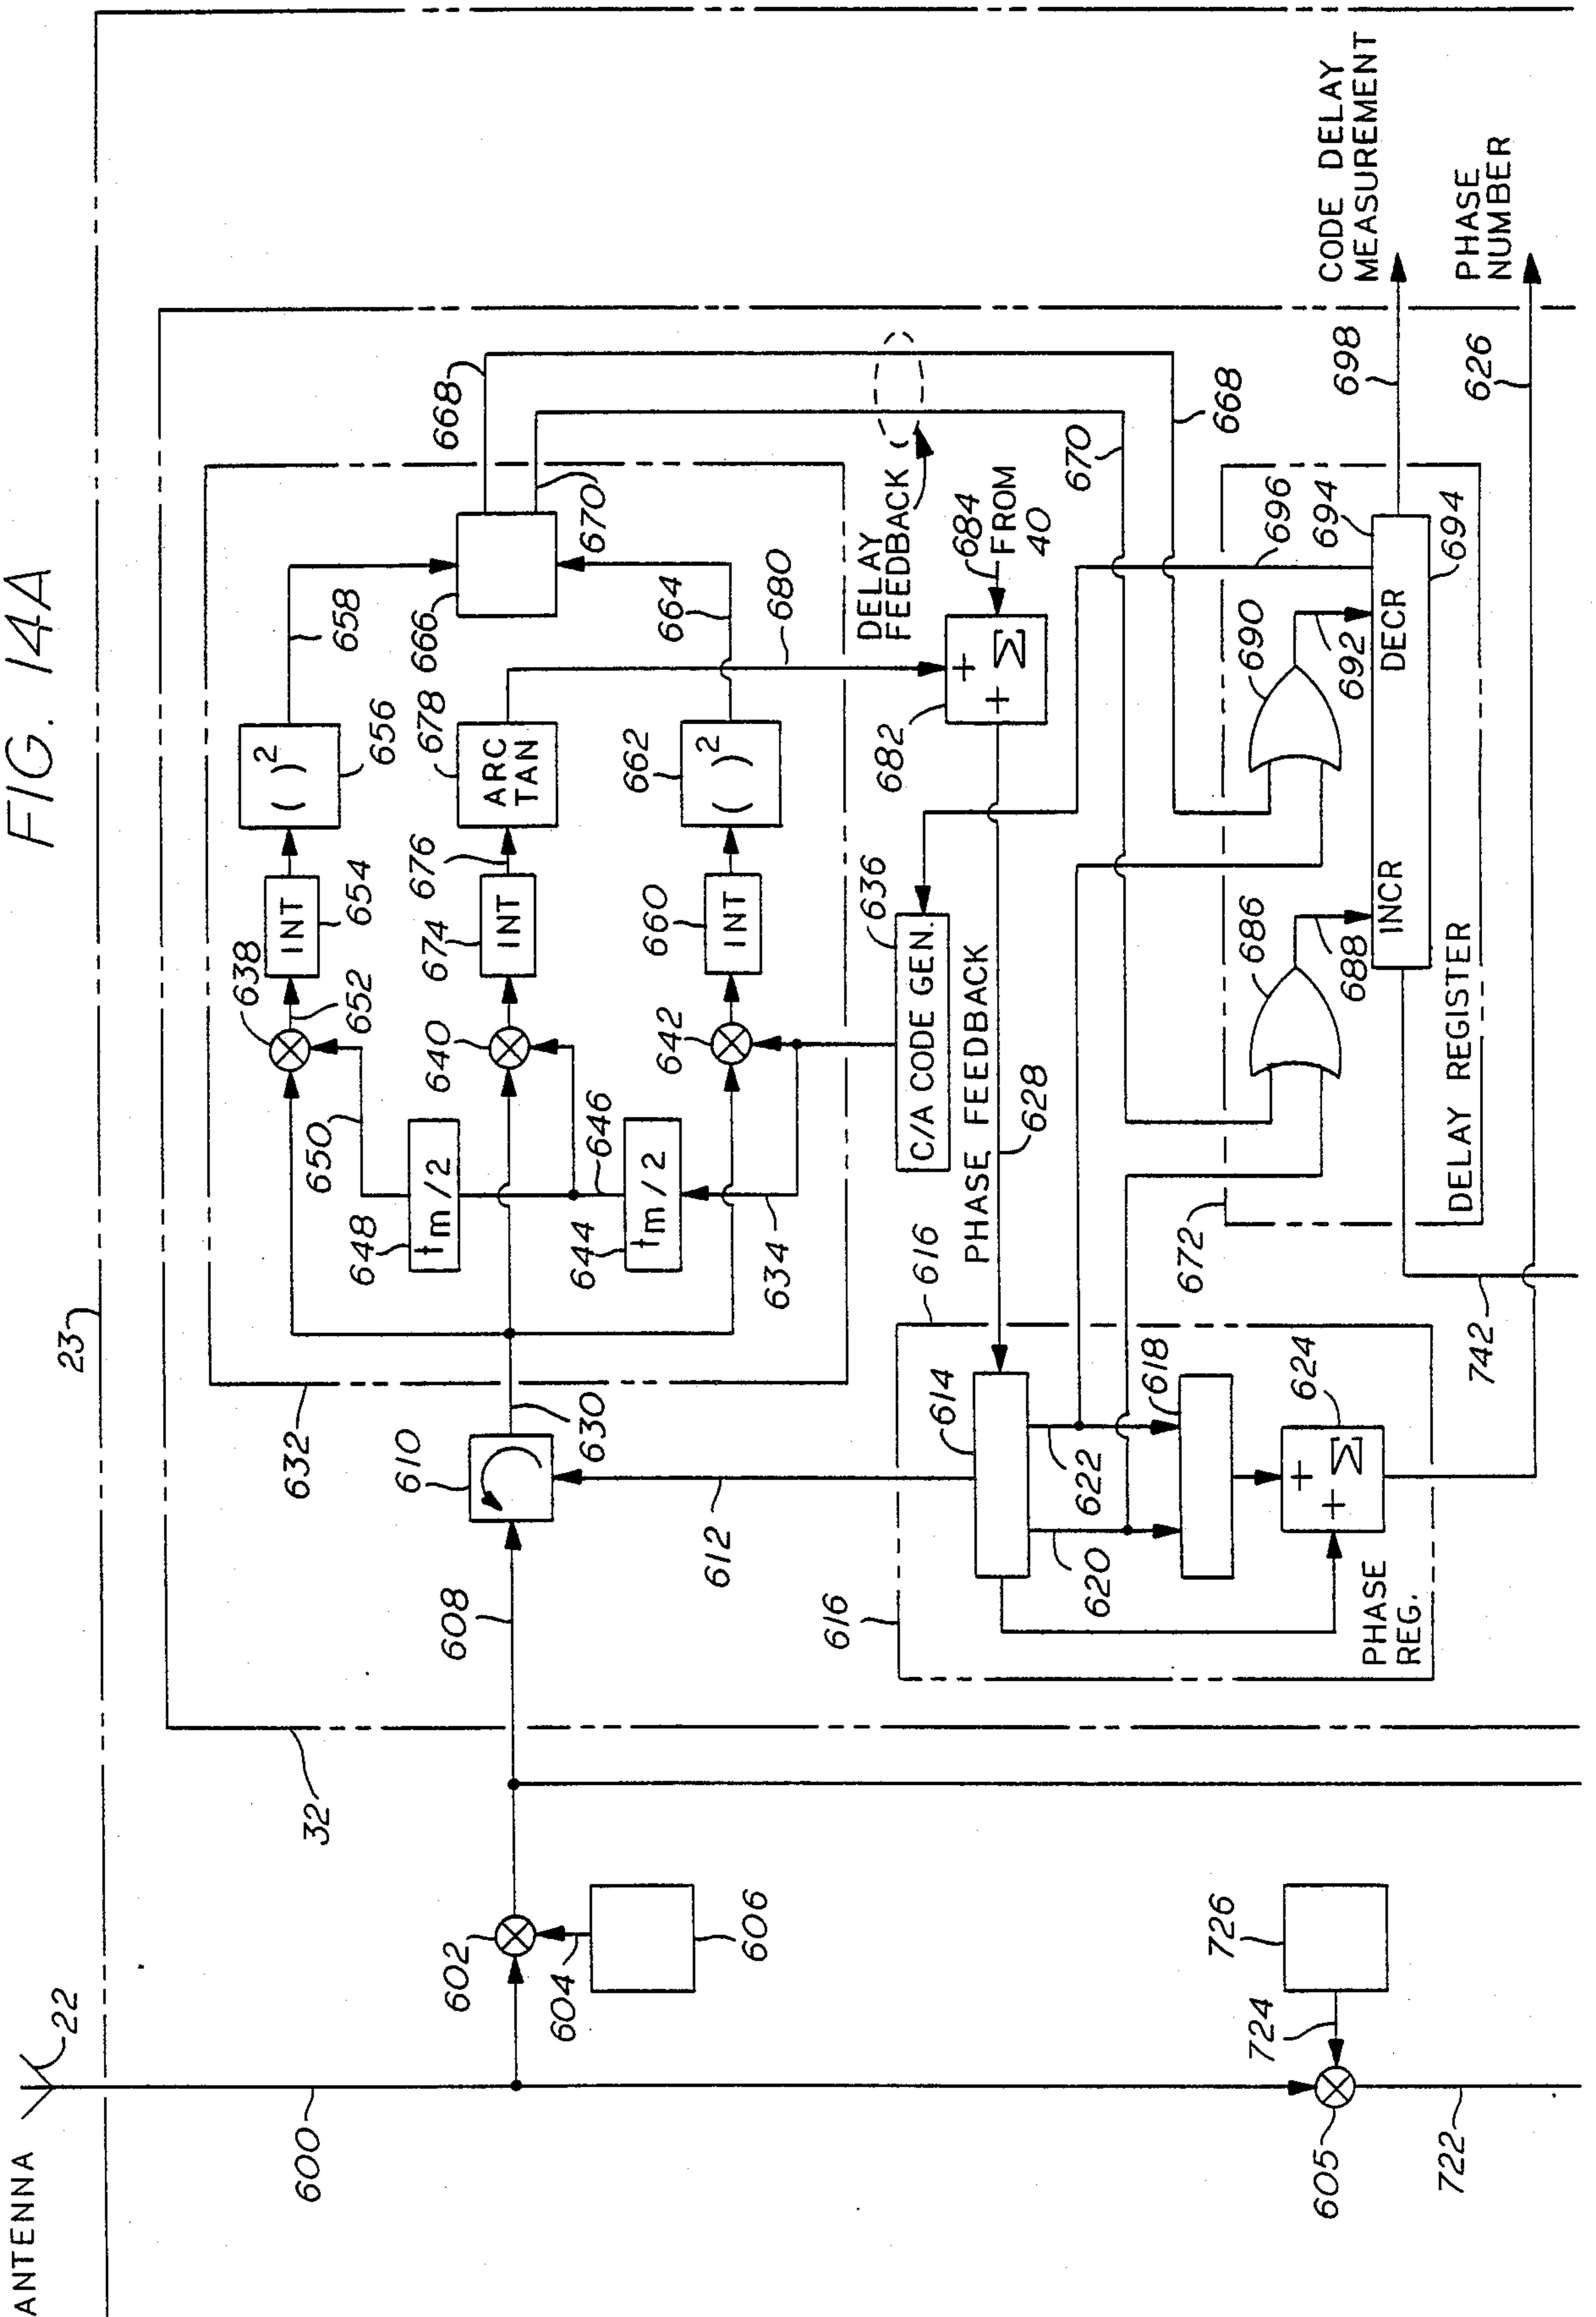 FIG. 14A
ANTENNA
22
23
600
602
604
606
608
610
612
32
632
630
638
652
INT
654
( )²
656
658
650
648
tm/2
640
674
INT
676
678
ARC
TAN
666
668
670
646
644
tm/2
642
660
INT
662
( )²
664
680
634
636
C/A CODE GEN.
682
+
+ Σ
684
FROM
40
DELAY
FEEDBACK
PHASE FEEDBACK
628
616
616
614
622
620
618
624
+
+ Σ
PHASE
REG.
672
686
688
690
692
670
668
696
694
INCR
DECR
694
DELAY REGISTER
698
CODE DELAY
MEASUREMENT
626
PHASE
NUMBER
742
605
724
726
722